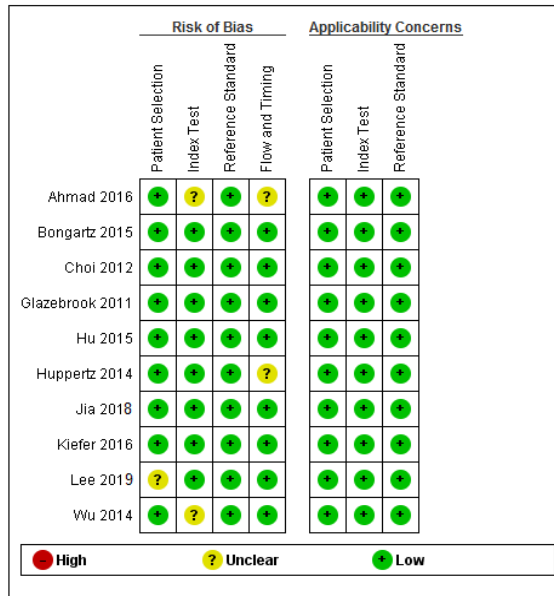 Risk of Bias Applicability Concerns
Patient Selection Index Test Reference Standard Flow and Timing Patient Selection Index Test Reference Standard
Ahmad 2016 + ? + ? + + +
Bongartz 2015 + + + + + + +
Choi 2012 + + + + + + +
Glazebrook 2011 + + + + + + +
Hu 2015 + + + + + + +
Huppertz 2014 + + + ? + + +
Jia 2018 + + + + + + +
Kiefer 2016 + + + + + + +
Lee 2019 ? + + + + + +
Wu 2014 + ? + + + + +
- High ? Unclear + Low